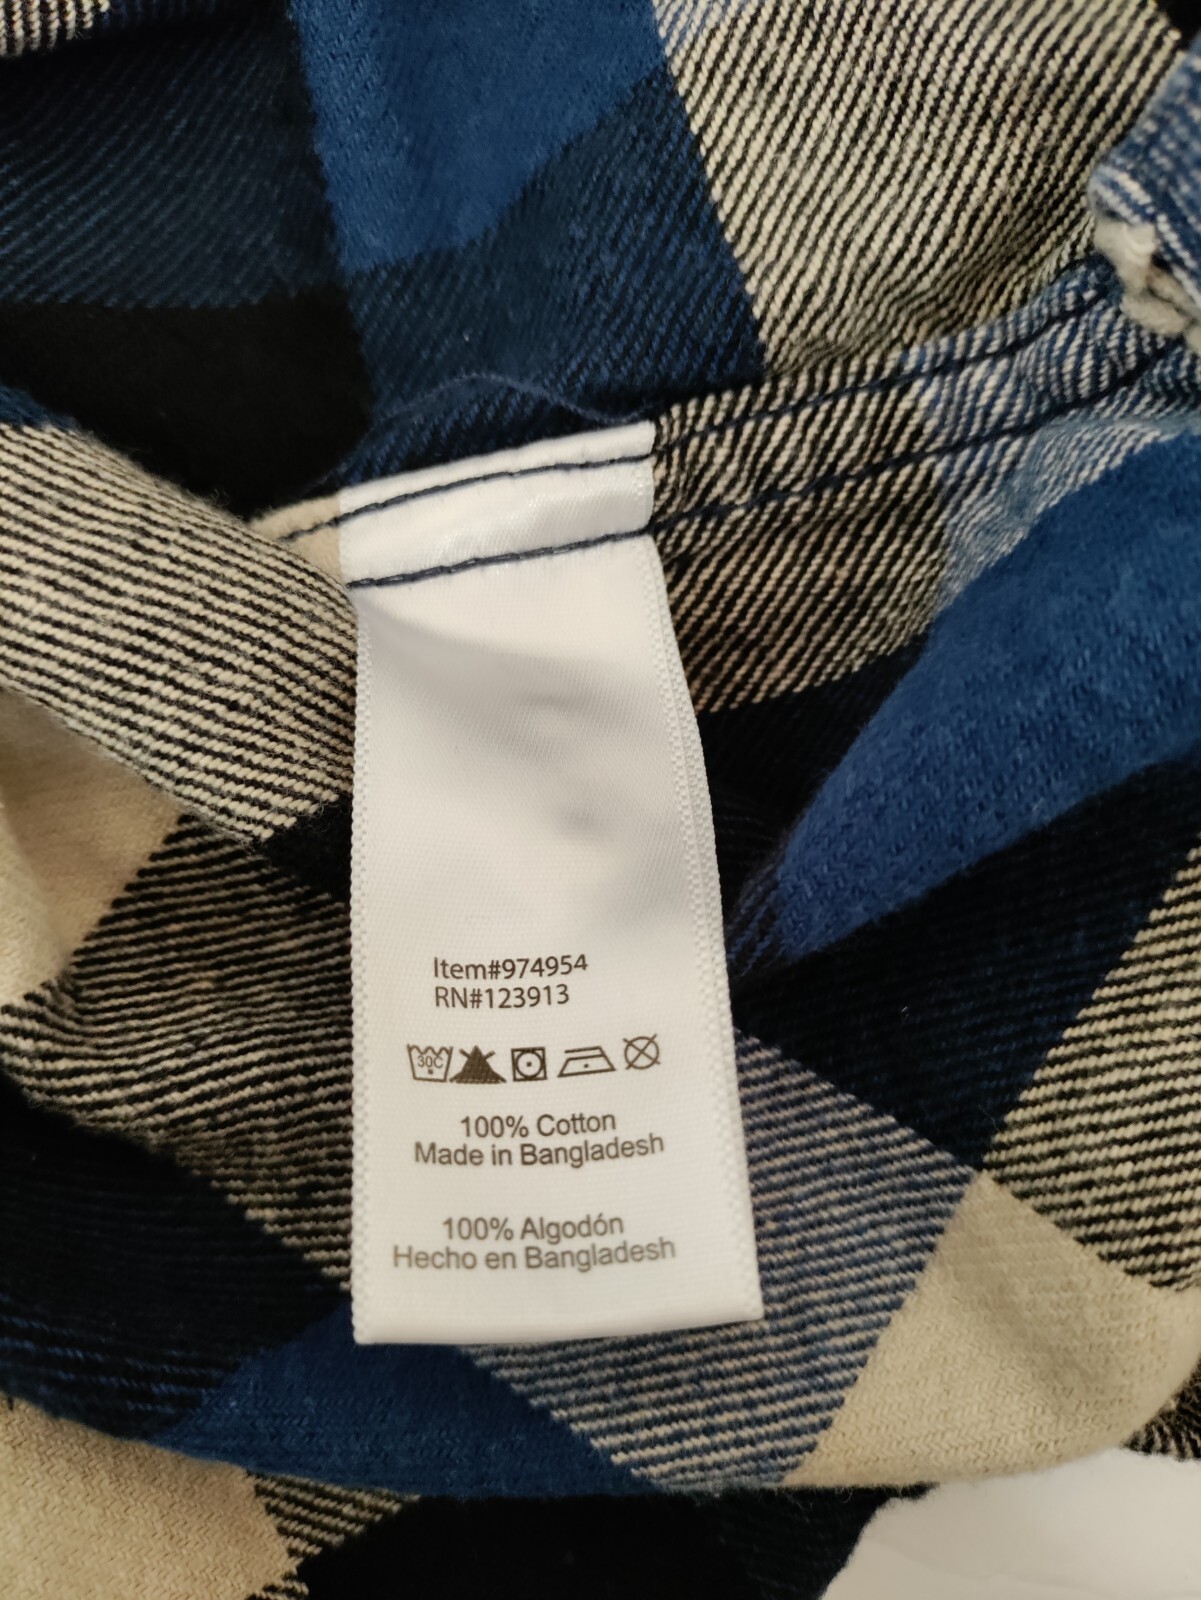 Item#974954
RN#123913
30C
100% Cotton
Made in Bangladesh
100% Algodón
Hecho en Bangladesh